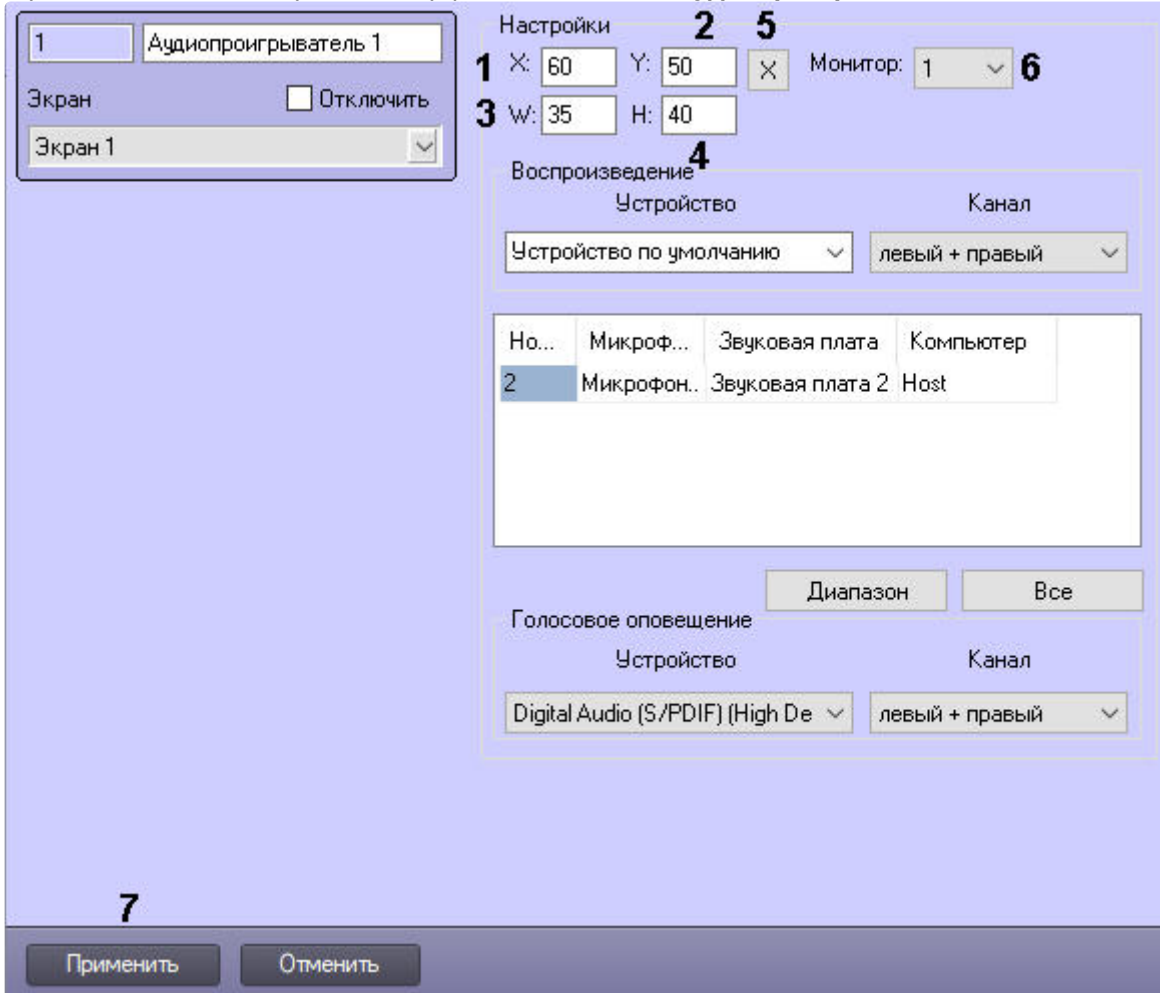 1 Аудиопроигрыватель 1
Экран Отключить
Экран 1
Настройки 2 5
1 X: 60 Y: 50 X Монитор: 1 6
3 W: 35 H: 40
4
Воспроизведение
Устройство Канал
Устройство по умолчанию левый + правый
Но... Микроф... Звуковая плата Компьютер
2 Микрофон.. Звуковая плата 2 Host
Диапазон Все
Голосовое оповещение
Устройство Канал
Digital Audio (S/PDIF) (High De левый + правый
7
Применить Отменить